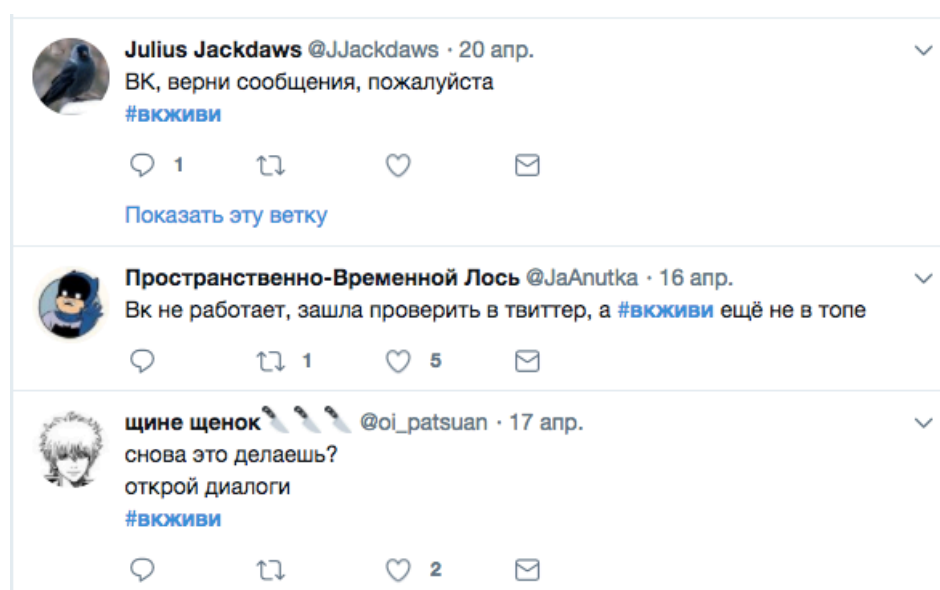 Julius Jackdaws @JJackdaws · 20 апр.
ВК, верни сообщения, пожалуйста
#вкживи
1
Показать эту ветку
Пространственно-Временной Лось @JaAnutka · 16 апр.
Вк не работает, зашла проверить в твиттер, а #вкживи ещё не в топе
1 5
щине щенок🔪🔪🔪 @oi_patsuan · 17 апр.
снова это делаешь?
открой диалоги
#вкживи
2